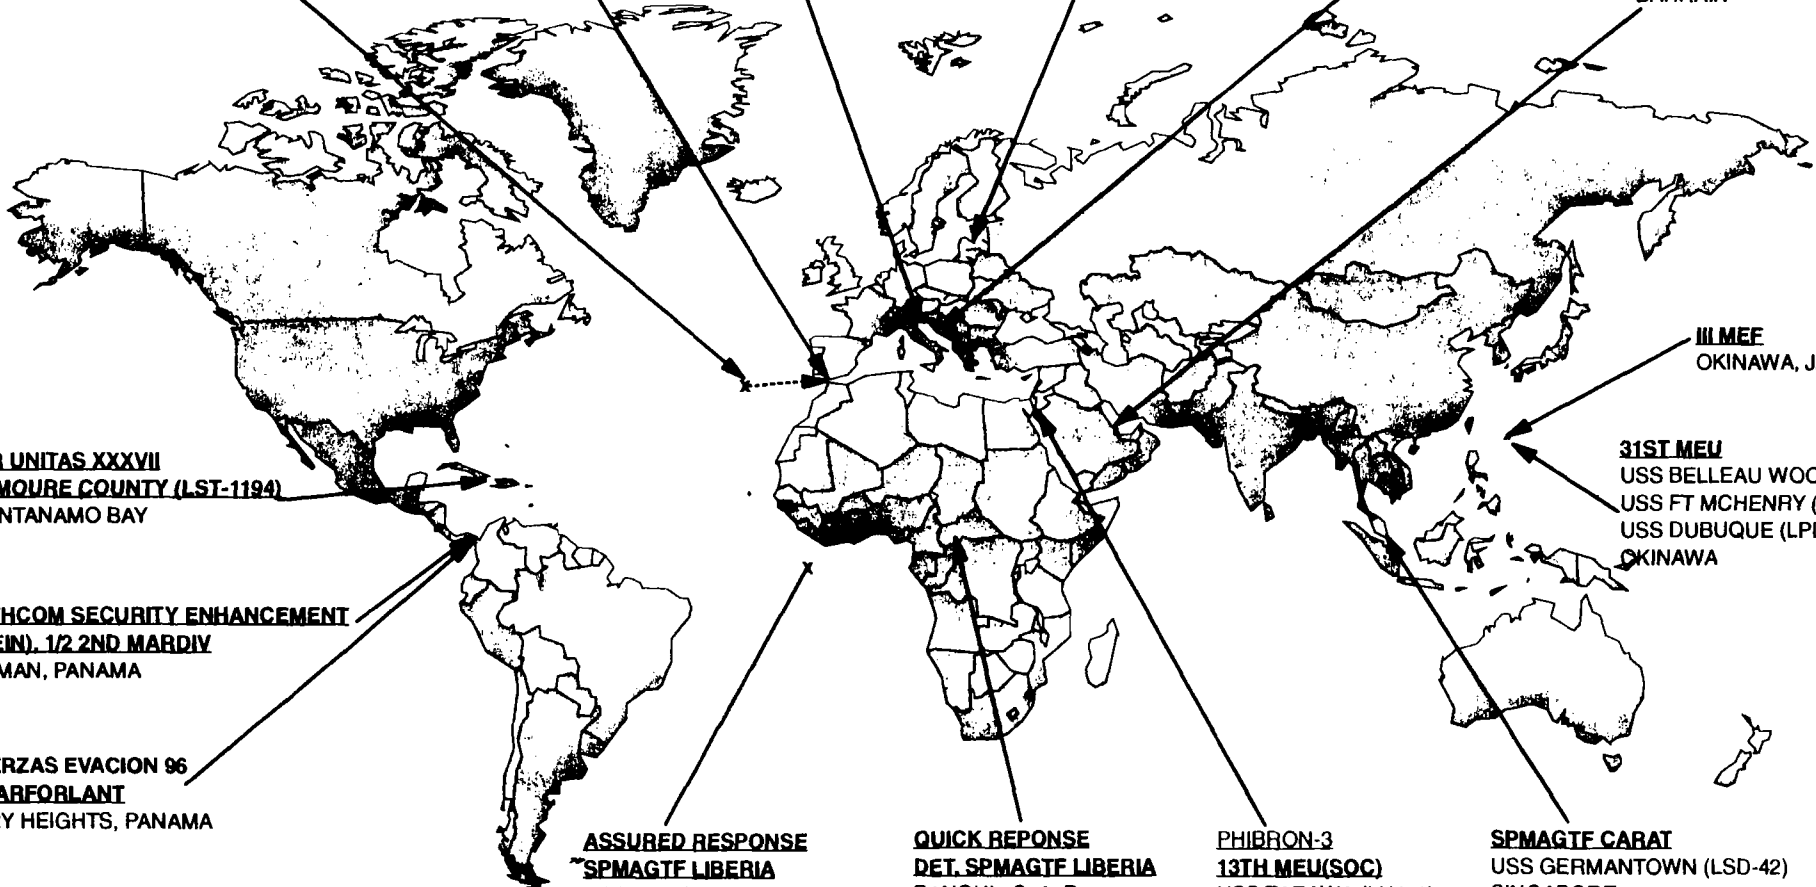 BAHRAIN
III MEF
OKINAWA, J
31ST MEU
USS BELLEAU WOO
USS FT MCHENRY (
USS DUBUQUE (LP
OKINAWA
R UNITAS XXXVII
MOURE COUNTY (LST-1194)
NTANAMO BAY
HCOM SECURITY ENHANCEMENT
EIN), 1/2 2ND MARDIV
MAN, PANAMA
ERZAS EVACION 96
ARFORLANT
RY HEIGHTS, PANAMA
ASSURED RESPONSE
SPMAGTF LIBERIA
QUICK REPONSE
DET. SPMAGTF LIBERIA
PHIBRON-3
13TH MEU(SOC)
SPMAGTF CARAT
USS GERMANTOWN (LSD-42)
SINGAPORE